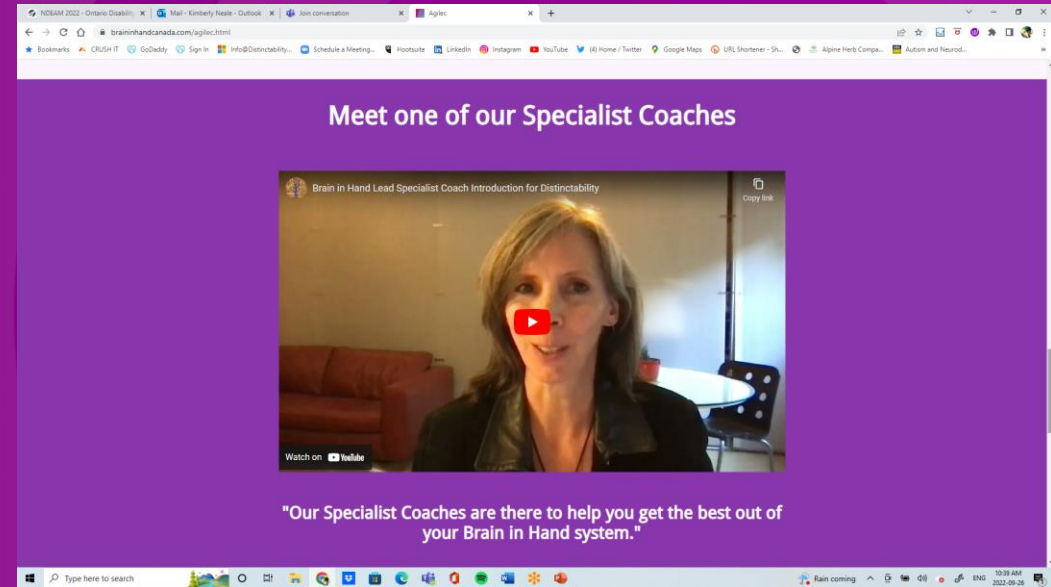 NDEAM 2022 - Ontario Disability
Mail - Kimberly Neale - Outlook
Join conversation
Agilec
braininhandcanada.com/agilec.html
Bookmarks CRUSH IT GoDaddy Sign In Info@Distinctability... Schedule a Meeting... Hootsuite LinkedIn Instagram YouTube (4) Home / Twitter Google Maps URL Shortener - Sh... Alpine Herb Compa... Autism and Neurod...
Meet one of our Specialist Coaches
Brain in Hand Lead Specialist Coach Introduction for Distinctability
Copy link
Watch on YouTube
"Our Specialist Coaches are there to help you get the best out of
your Brain in Hand system."
Type here to search
Rain coming
ENG
10:39 AM
2022-09-26